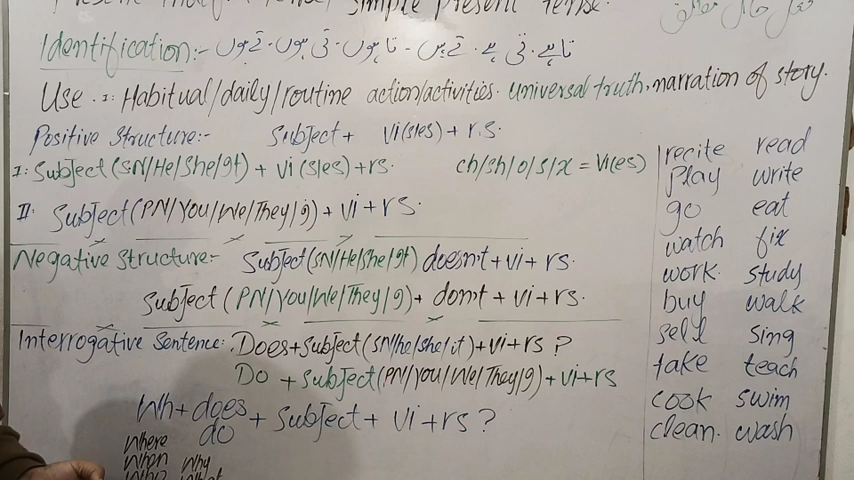 Present Tense, Simple Present Tense.
Identification:- تا ہے . تی ہے . تے ہیں - تا ہوں . تی ہوں . تے ہوں
Use. I: Habitual/daily/routine action/activities. universal truth, narration of story.
Positive Structure:- Subject + Vi(s/es) + r.s.
I: Subject (SN/He/She/It) + Vi (s/es) + rs. ch/sh/o/s/x = Vi(es)
II: Subject (PN/You/We/They/I) + Vi + rs.
Negative Structure:- Subject (SN/He/She/It) doesn't + Vi + rs.
Subject (PN/You/We/They/I) + don't + Vi + rs.
Interrogative Sentence: Does + Subject (SN/he/she/it) + Vi + rs ?
Do + Subject (PN/You/We/They/I) + Vi + rs
Wh + does + Subject + Vi + rs ?
do
Where
When Why
Who What
recite read
Play write
go eat
watch fix
work. study
buy walk
sell sing
take teach
cook swim
clean. wash